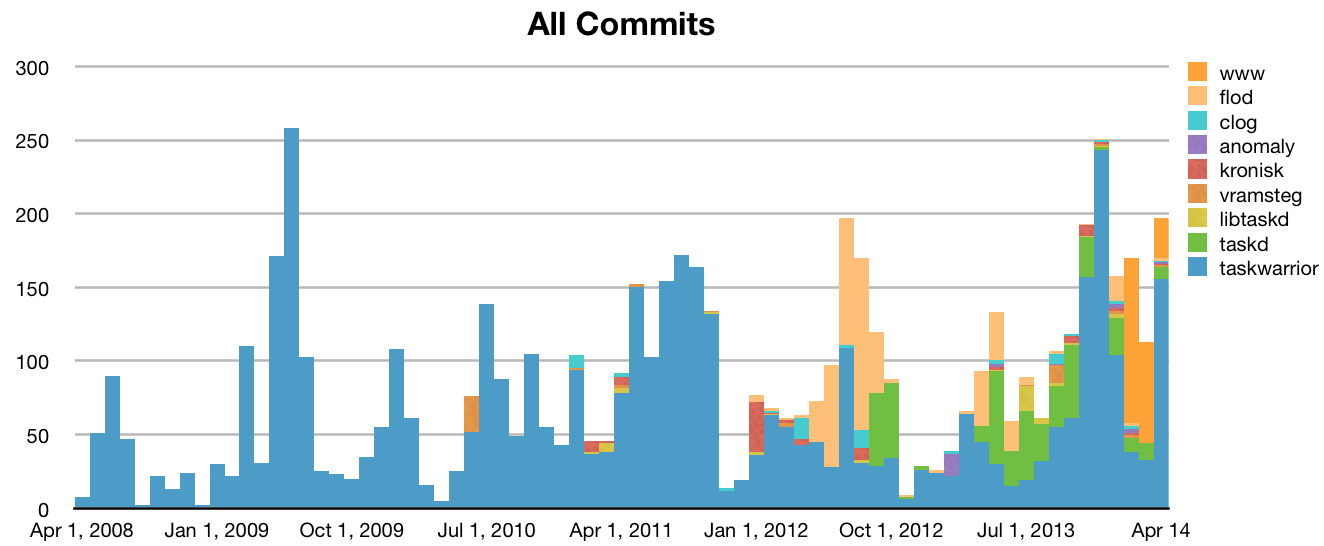 All Commits
300
250
200
150
100
50
0
Apr 1, 2008 Jan 1, 2009 Oct 1, 2009 Jul 1, 2010 Apr 1, 2011 Jan 1, 2012 Oct 1, 2012 Jul 1, 2013 Apr 14
www
flod
clog
anomaly
kronisk
vramsteg
libtaskd
taskd
taskwarrior